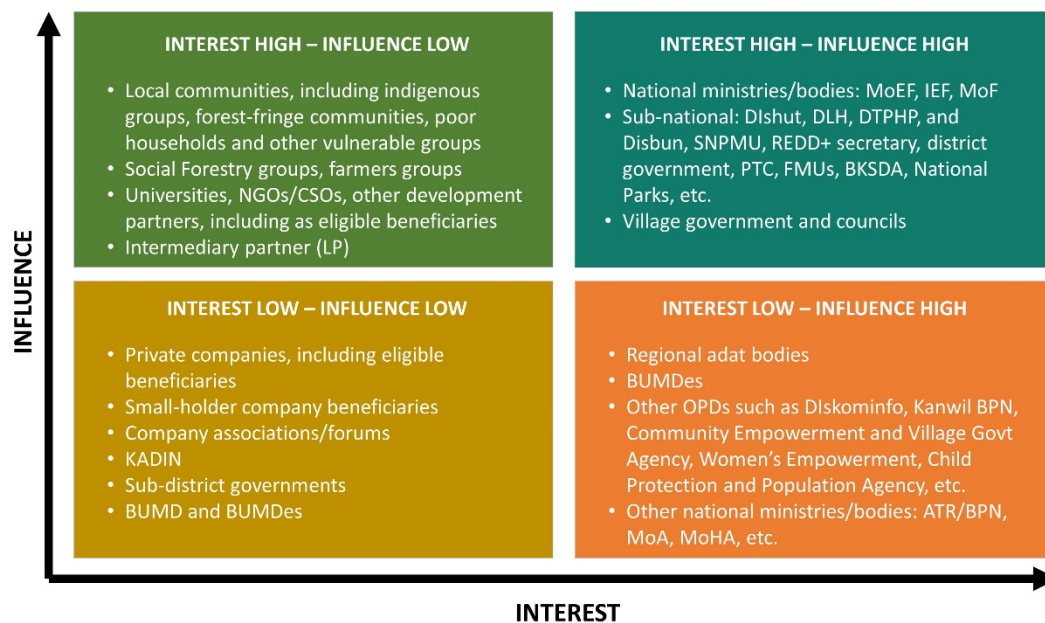 INTEREST HIGH – INFLUENCE LOW
• Local communities, including indigenous
groups, forest-fringe communities, poor
households and other vulnerable groups
• Social Forestry groups, farmers groups
• Universities, NGOs/CSOs, other development
partners, including as eligible beneficiaries
• Intermediary partner (LP)
INTEREST HIGH – INFLUENCE HIGH
• National ministries/bodies: MoEF, IEF, MoF
• Sub-national: DIshut, DLH, DTPHP, and
Disbun, SNPMU, REDD+ secretary, district
government, PTC, FMUs, BKSDA, National
Parks, etc.
• Village government and councils
INFLUENCE
INTEREST LOW – INFLUENCE LOW
• Private companies, including eligible
beneficiaries
• Small-holder company beneficiaries
• Company associations/forums
• KADIN
• Sub-district governments
• BUMD and BUMDes
INTEREST LOW – INFLUENCE HIGH
• Regional adat bodies
• BUMDes
• Other OPDs such as DIskominfo, Kanwil BPN,
Community Empowerment and Village Govt
Agency, Women’s Empowerment, Child
Protection and Population Agency, etc.
• Other national ministries/bodies: ATR/BPN,
MoA, MoHA, etc.
INTEREST